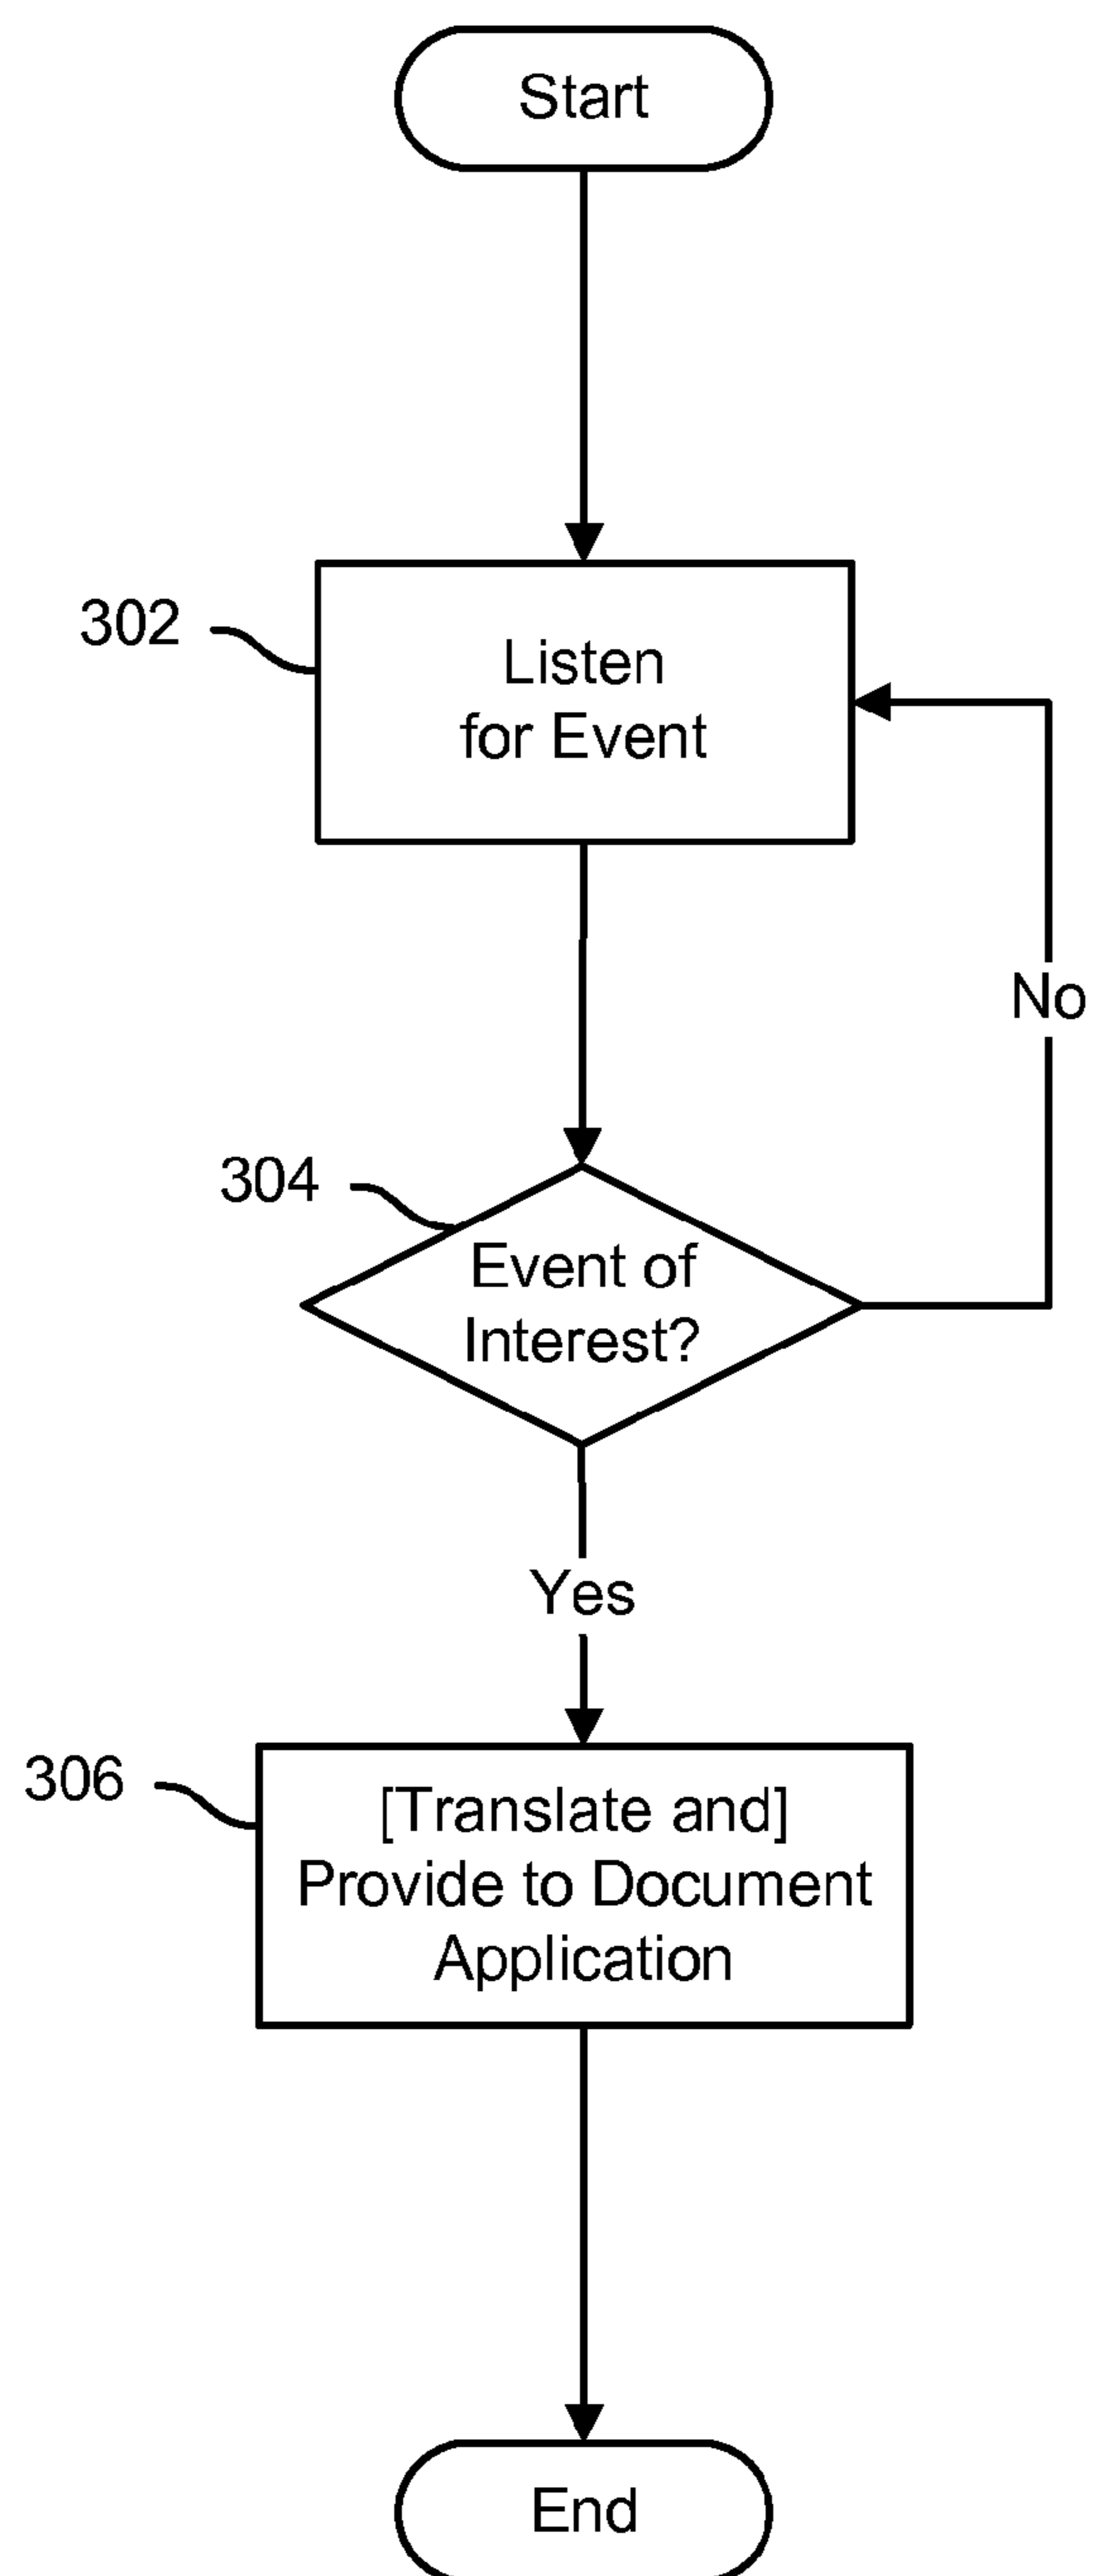 Start
302
Listen
for Event
No
304
Event of
Interest?
Yes
306
[Translate and]
Provide to Document
Application
End